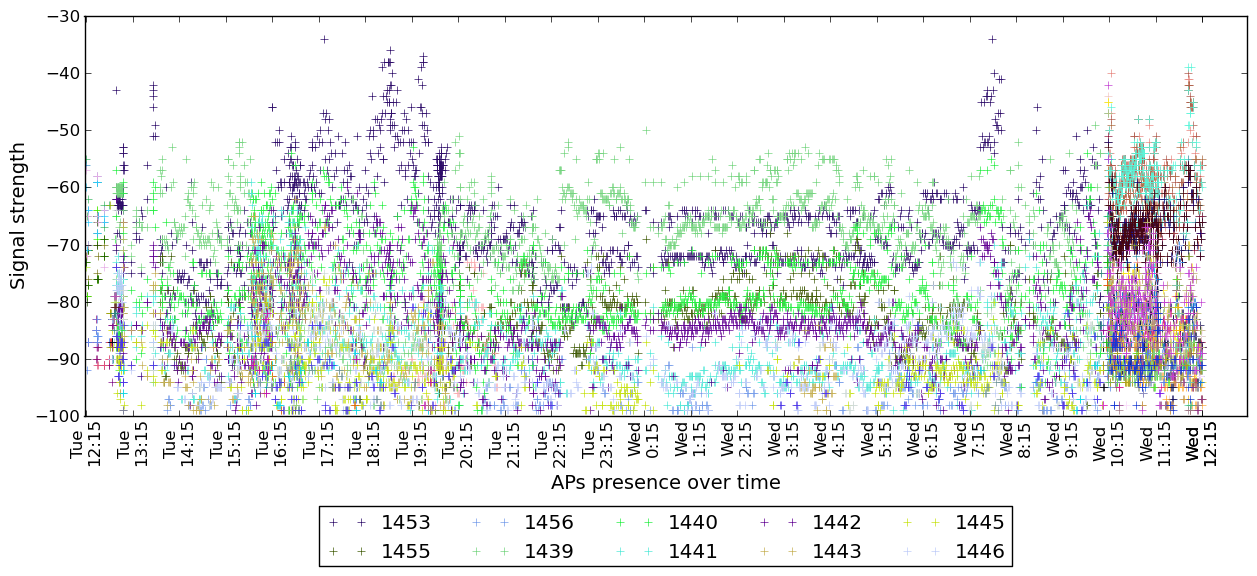 −30
−40
−50
−60
−70
−80
−90
−100
Signal strength
Tue 12:15
Tue 13:15
Tue 14:15
Tue 15:15
Tue 16:15
Tue 17:15
Tue 18:15
Tue 19:15
Tue 20:15
Tue 21:15
Tue 22:15
Tue 23:15
Wed 0:15
Wed 1:15
Wed 2:15
Wed 3:15
Wed 4:15
Wed 5:15
Wed 6:15
Wed 7:15
Wed 8:15
Wed 9:15
Wed 10:15
Wed 11:15
Wed 12:15
APs presence over time
1453 1456 1440 1442 1445
1455 1439 1441 1443 1446